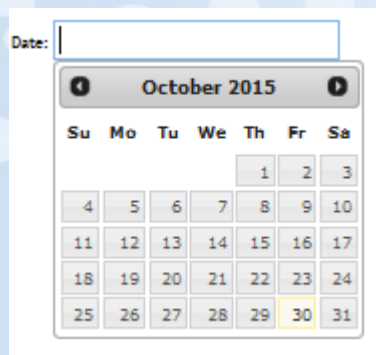 Date:
October 2015
Su Mo Tu We Th Fr Sa
1 2 3
4 5 6 7 8 9 10
11 12 13 14 15 16 17
18 19 20 21 22 23 24
25 26 27 28 29 30 31